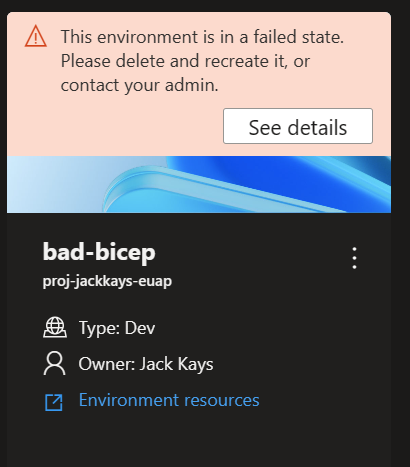 This environment is in a failed state.
Please delete and recreate it, or
contact your admin.
See details
bad-bicep
proj-jackkays-euap
Type: Dev
Owner: Jack Kays
Environment resources